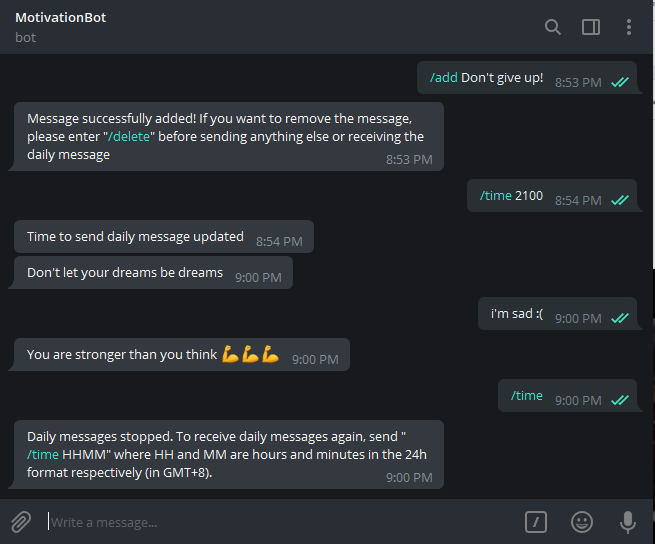 MotivationBot
bot
/add Don't give up! 8:53 PM
Message successfully added! If you want to remove the message,
please enter "/delete" before sending anything else or receiving the
daily message
8:53 PM
/time 2100 8:54 PM
Time to send daily message updated 8:54 PM
Don't let your dreams be dreams 9:00 PM
i'm sad :( 9:00 PM
You are stronger than you think 💪💪💪 9:00 PM
/time 9:00 PM
Daily messages stopped. To receive daily messages again, send "
/time HHMM" where HH and MM are hours and minutes in the 24h
format respectively (in GMT+8).
9:00 PM
Write a message...